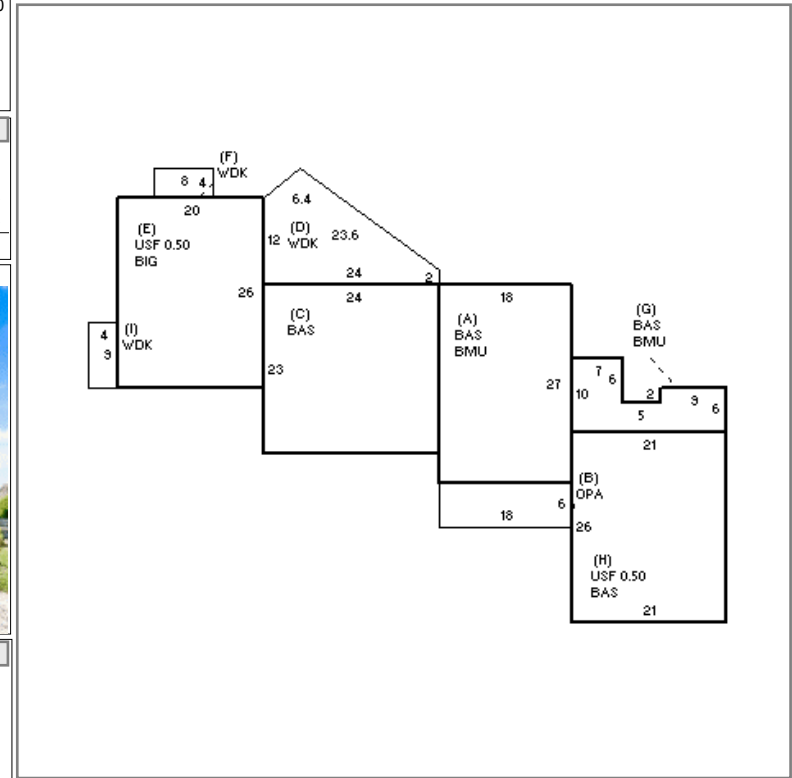 (F)
WDK
8 4
20
(E)
USF 0.50
BIG
6.4
(D)
WDK
12
23.6
24
2
26
24
18
(C)
BAS
(A)
BAS
BMU
(G)
BAS
BMU
4
9
(I)
WDK
23
27
7
6
10
2
9
6
5
21
(B)
OPA
6
18
26
(H)
USF 0.50
BAS
21